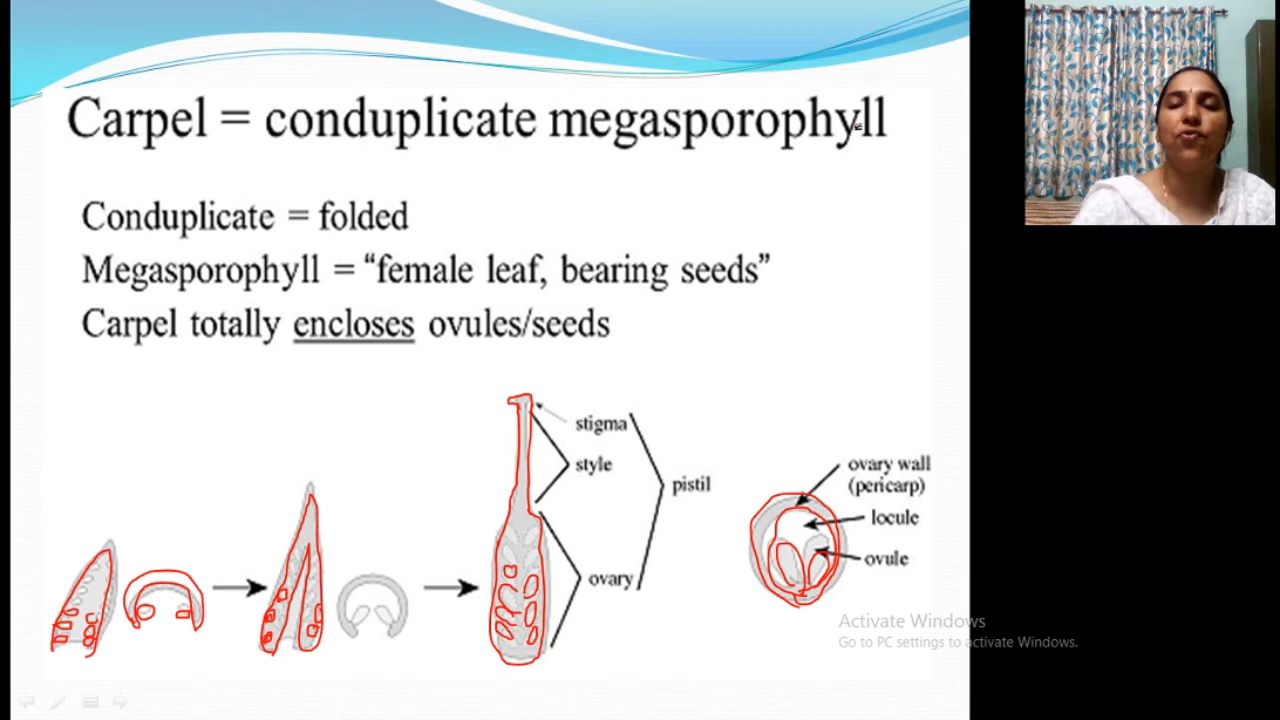 Carpel = conduplicate megasporophyll
Conduplicate = folded
Megasporophyll = “female leaf, bearing seeds”
Carpel totally encloses ovules/seeds
stigma
style
pistil
ovary
ovary wall
(pericarp)
locule
ovule
Activate Windows
Go to PC settings to activate Windows.